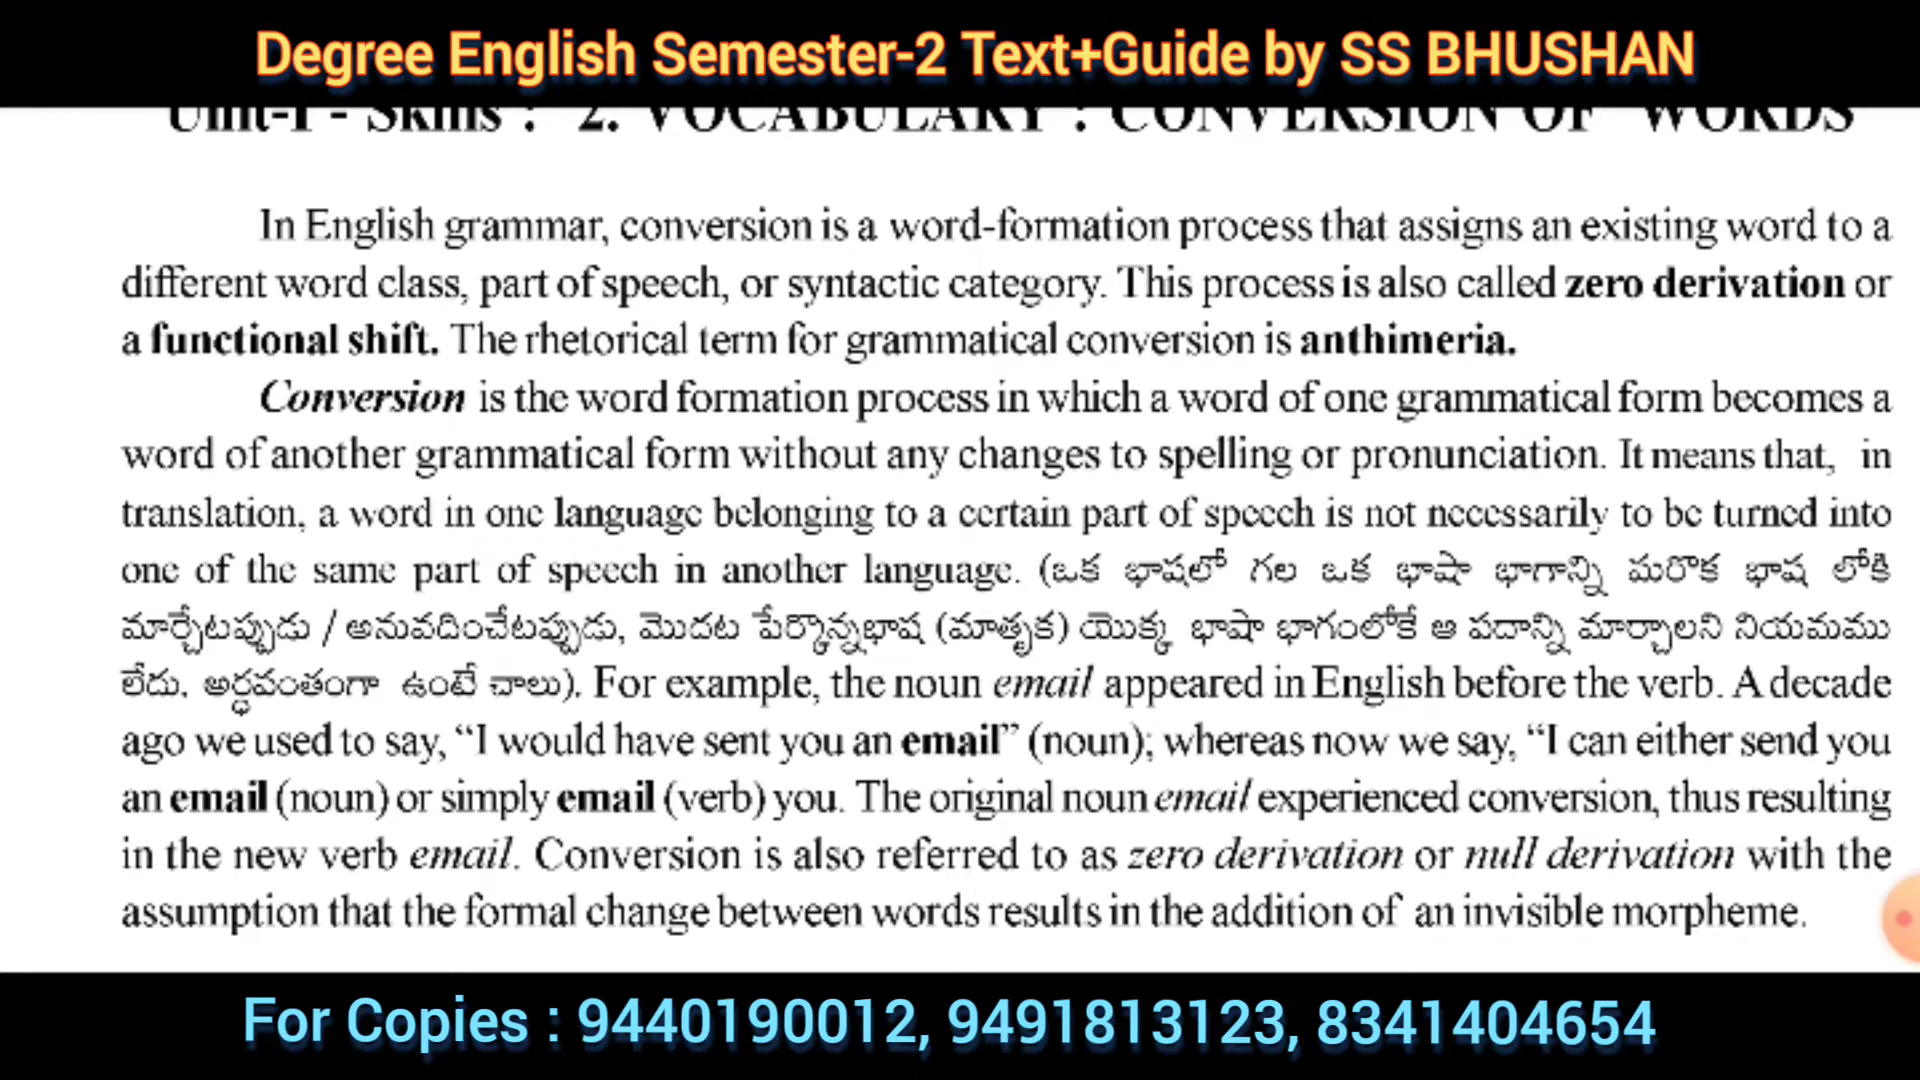 Degree English Semester-2 Text+Guide by SS BHUSHAN
Unit-I - Skills : 2. VOCABULARY : CONVERSION OF WORDS
In English grammar, conversion is a word-formation process that assigns an existing word to a
different word class, part of speech, or syntactic category. This process is also called zero derivation or
a functional shift. The rhetorical term for grammatical conversion is anthimeria.
Conversion is the word formation process in which a word of one grammatical form becomes a
word of another grammatical form without any changes to spelling or pronunciation. It means that, in
translation, a word in one language belonging to a certain part of speech is not necessarily to be turned into
one of the same part of speech in another language. (ఒక భాషలో గల ఒక భాషా భాగాన్ని మరొక భాష లోకి
మార్చేటప్పుడు / అనువదించేటప్పుడు, మొదట పేర్కొన్నభాష (మాతృక) యొక్క భాషా భాగంలోకే ఆ పదాన్ని మార్చాలని నియమము
లేదు. అర్ధవంతంగా ఉంటే చాలు). For example, the noun email appeared in English before the verb. A decade
ago we used to say, “I would have sent you an email” (noun); whereas now we say, “I can either send you
an email (noun) or simply email (verb) you. The original noun email experienced conversion, thus resulting
in the new verb email. Conversion is also referred to as zero derivation or null derivation with the
assumption that the formal change between words results in the addition of an invisible morpheme.
For Copies : 9440190012, 9491813123, 8341404654